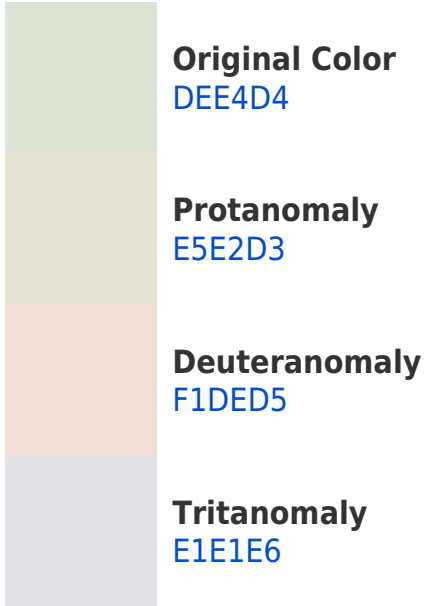 Original Color
DEE4D4
Protanomaly
E5E2D3
Deuteranomaly
F1DED5
Tritanomaly
E1E1E6